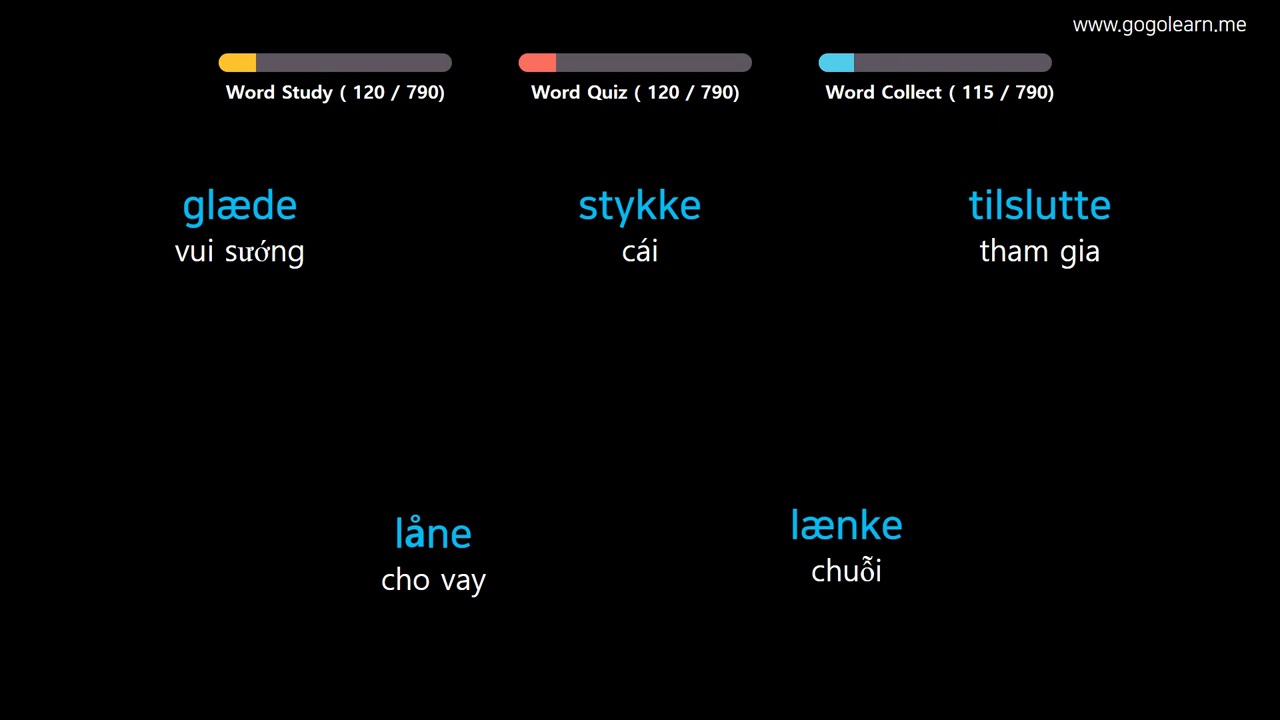 www.gogolearn.me
Word Study ( 120 / 790)
Word Quiz ( 120 / 790)
Word Collect ( 115 / 790)
glæde
vui sướng
stykke
cái
tilslutte
tham gia
låne
cho vay
lænke
chuỗi